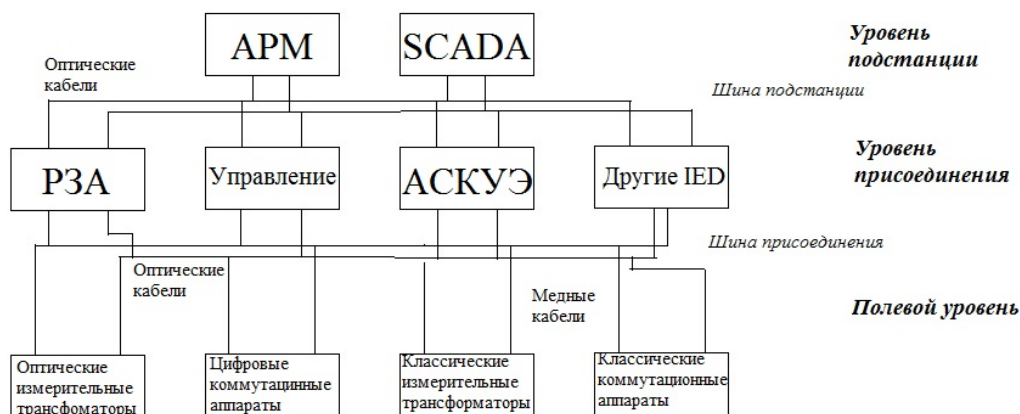 АРМ
SCADA
Уровень
подстанции
Оптические
кабели
Шина подстанции
РЗА
Управление
АСКУЭ
Другие IED
Уровень
присоединения
Шина присоединения
Оптические
кабели
Медные
кабели
Полевой уровень
Оптические
измерительные
трансфоматоры
Цифровые
коммутацинные
аппараты
Классические
измерительные
трансформаторы
Классические
коммутационные
аппараты